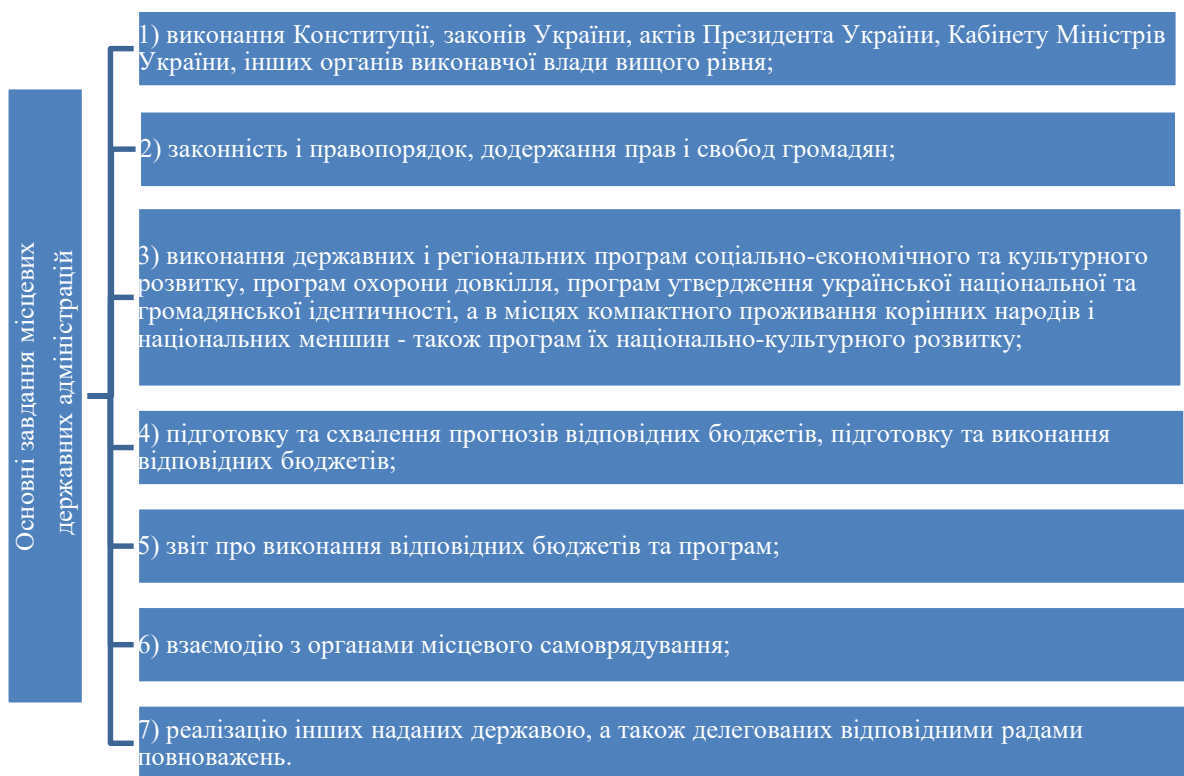 Основні завдання місцевих
державних адміністрацій
1) виконання Конституції, законів України, актів Президента України, Кабінету Міністрів
України, інших органів виконавчої влади вищого рівня;
2) законність і правопорядок, додержання прав і свобод громадян;
3) виконання державних і регіональних програм соціально-економічного та культурного
розвитку, програм охорони довкілля, програм утвердження української національної та
громадянської ідентичності, а в місцях компактного проживання корінних народів і
національних меншин - також програм їх національно-культурного розвитку;
4) підготовку та схвалення прогнозів відповідних бюджетів, підготовку та виконання
відповідних бюджетів;
5) звіт про виконання відповідних бюджетів та програм;
6) взаємодію з органами місцевого самоврядування;
7) реалізацію інших наданих державою, а також делегованих відповідними радами
повноважень.